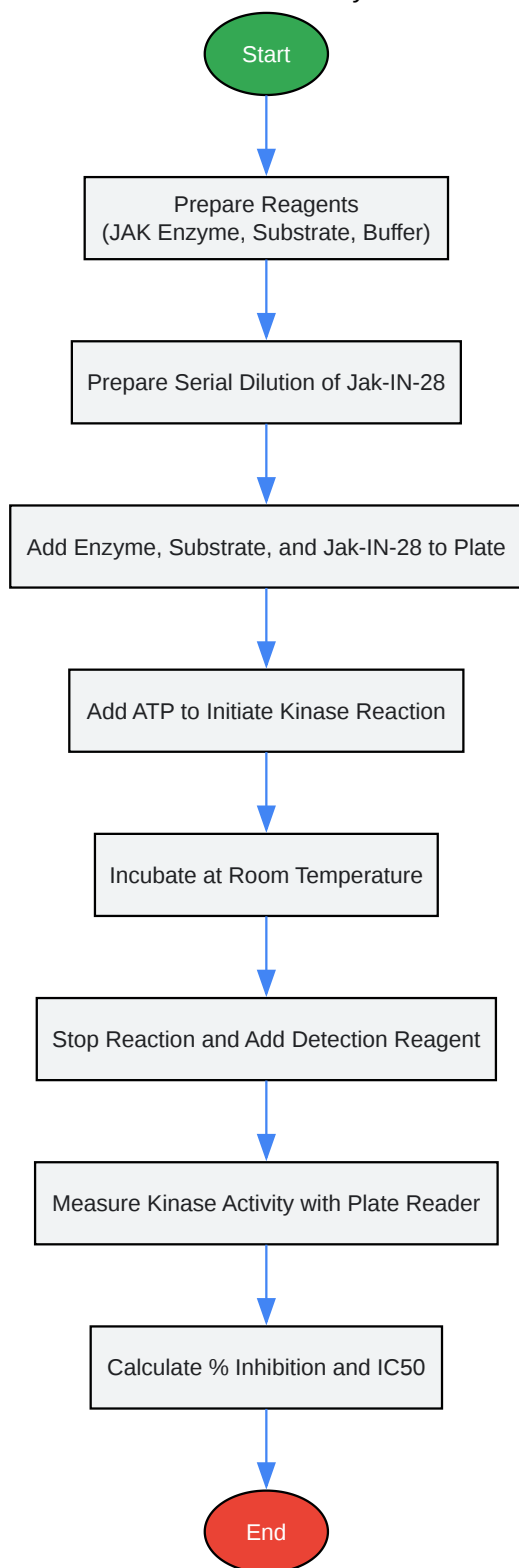 Start
Prepare Reagents
(JAK Enzyme, Substrate, Buffer)
Prepare Serial Dilution of Jak-IN-28
Add Enzyme, Substrate, and Jak-IN-28 to Plate
Add ATP to Initiate Kinase Reaction
Incubate at Room Temperature
Stop Reaction and Add Detection Reagent
Measure Kinase Activity with Plate Reader
Calculate % Inhibition and IC50
End